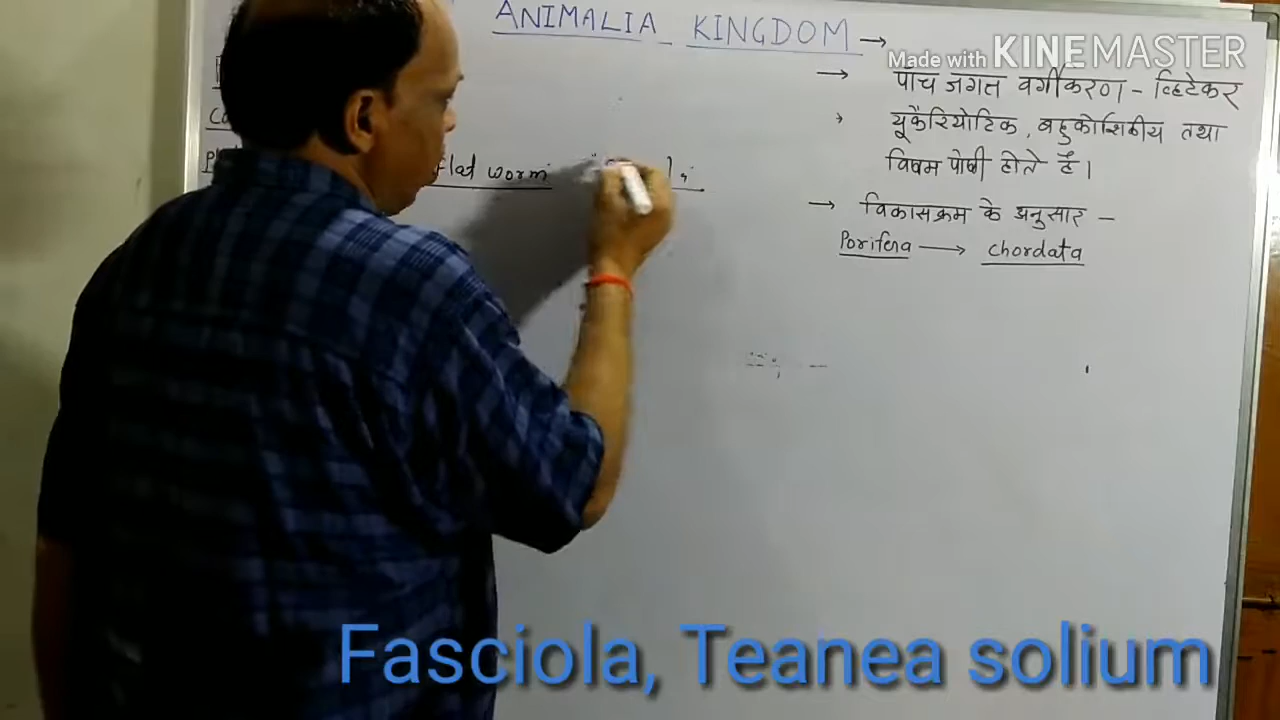 ANIMALIA KINGDOM →
Made with KINEMASTER
→ पाँच जगत वर्गीकरण - व्हिटेकर
यूकैरियोटिक, बहुकोशिकीय तथा
विषम पोषी होते हैं।
→ विकासक्रम के अनुसार -
Porifera → chordata
flat worm
Fasciola, Teanea solium